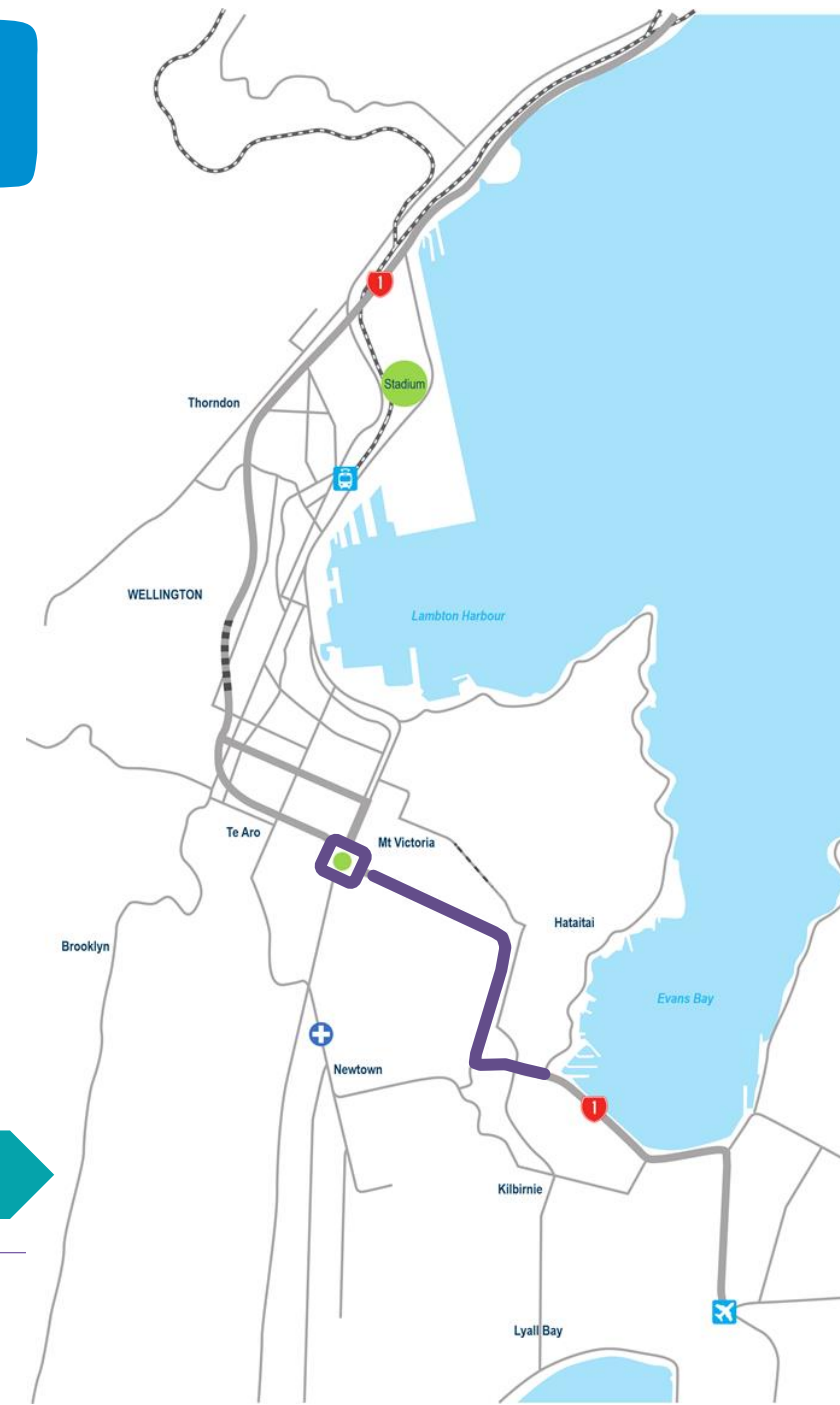 1
Stadium
Thorndon
WELLINGTON
Lambton Harbour
Te Aro
Mt Victoria
Hataitai
Brooklyn
Evans Bay
Newtown
1
Kilbirnie
Lyall Bay